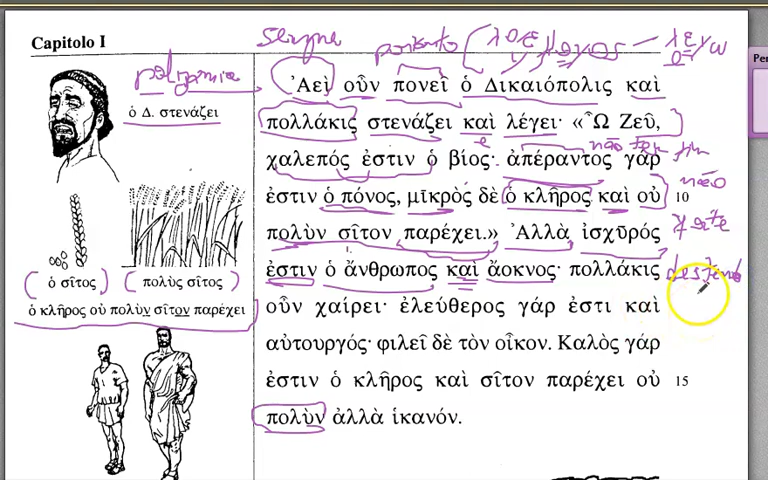 Capitolo I
ὁ Δ. στενάζει
ὁ σῖτος
πολὺς σῖτος
ὁ κλῆρος οὐ πολὺν σῖτον παρέχει
Ἀεὶ οὖν πονεῖ ὁ Δικαιόπολις καὶ
πολλάκις στενάζει καὶ λέγει· «Ὦ Ζεῦ,
χαλεπός ἐστιν ὁ βίος· ἀπέραντος γάρ
ἐστιν ὁ πόνος, μῑκρὸς δὲ ὁ κλῆρος καὶ οὐ 10
πολὺν σῖτον παρέχει.» Ἀλλὰ ἰσχῡρός
ἐστιν ὁ ἄνθρωπος καὶ ἄοκνος· πολλάκις
οὖν χαίρει· ἐλεύθερος γάρ ἐστι καὶ
αὐτουργός· φιλεῖ δὲ τὸν οἶκον. Καλὸς γάρ
ἐστιν ὁ κλῆρος καὶ σῖτον παρέχει οὐ 15
πολὺν ἀλλὰ ἱκανόν.
não